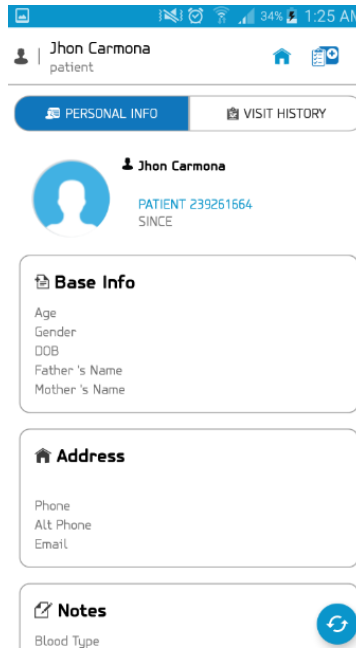 34% 1:25 AM
Jhon Carmona
patient
PERSONAL INFO VISIT HISTORY
Jhon Carmona
PATIENT 239261664
SINCE
Base Info
Age
Gender
DOB
Father 's Name
Mother 's Name
Address
Phone
Alt Phone
Email
Notes
Blood Type